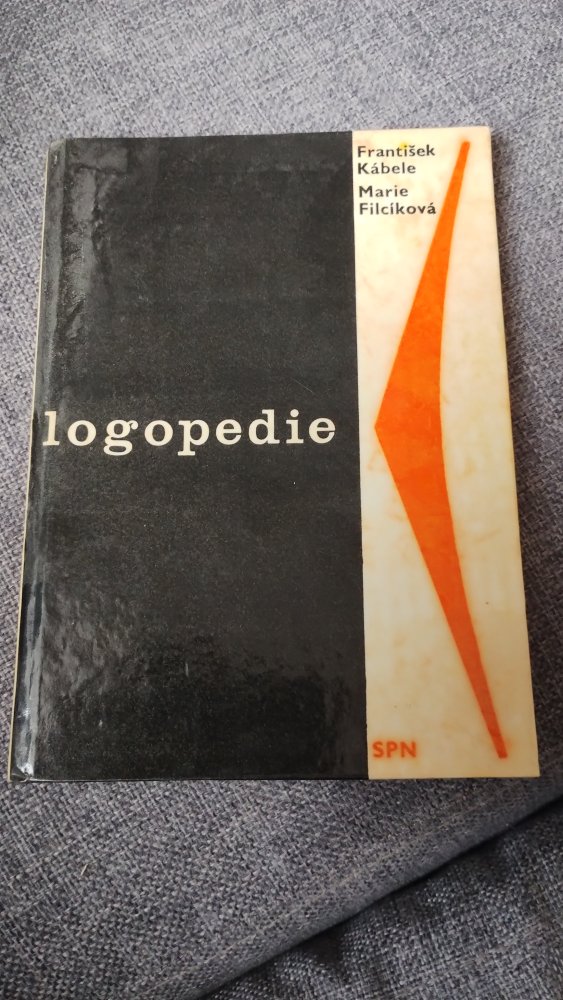 František
Kábele
Marie
Filcíková
logopedie
SPN